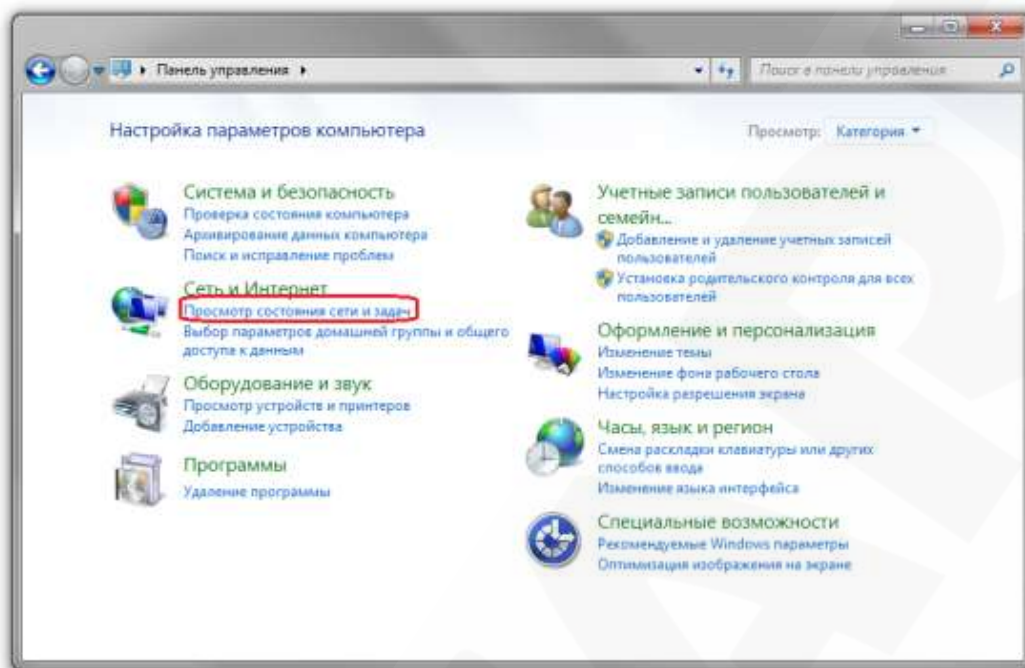 Панель управления
Поиск в панели управления
Настройка параметров компьютера
Просмотр: Категория
Система и безопасность
Проверка состояния компьютера
Архивирование данных компьютера
Поиск и исправление проблем
Сеть и Интернет
Просмотр состояния сети и задач
Выбор параметров домашней группы и общего
доступа к данным
Оборудование и звук
Просмотр устройств и принтеров
Добавление устройства
Программы
Удаление программы
Учетные записи пользователей и
семейн...
Добавление и удаление учетных записей
пользователей
Установка родительского контроля для всех
пользователей
Оформление и персонализация
Изменение темы
Изменение фона рабочего стола
Настройка разрешения экрана
Часы, язык и регион
Смена раскладки клавиатуры или других
способов ввода
Изменение языка интерфейса
Специальные возможности
Рекомендуемые Windows параметры
Оптимизация изображения на экране